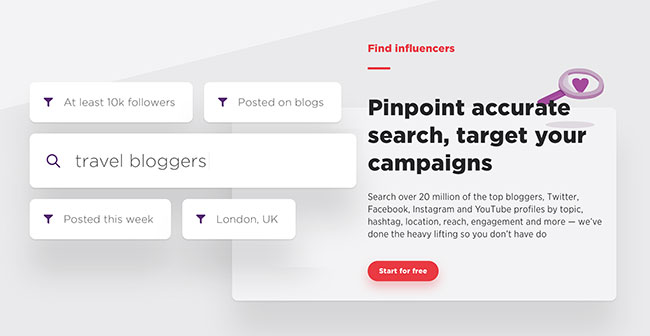 At least 10k followers
Posted on blogs
travel bloggers
Posted this week
London, UK
Find influencers
Pinpoint accurate
search, target your
campaigns
Search over 20 million of the top bloggers, Twitter,
Facebook, Instagram and YouTube profiles by topic,
hashtag, location, reach, engagement and more — we've
done the heavy lifting so you don't have do
Start for free